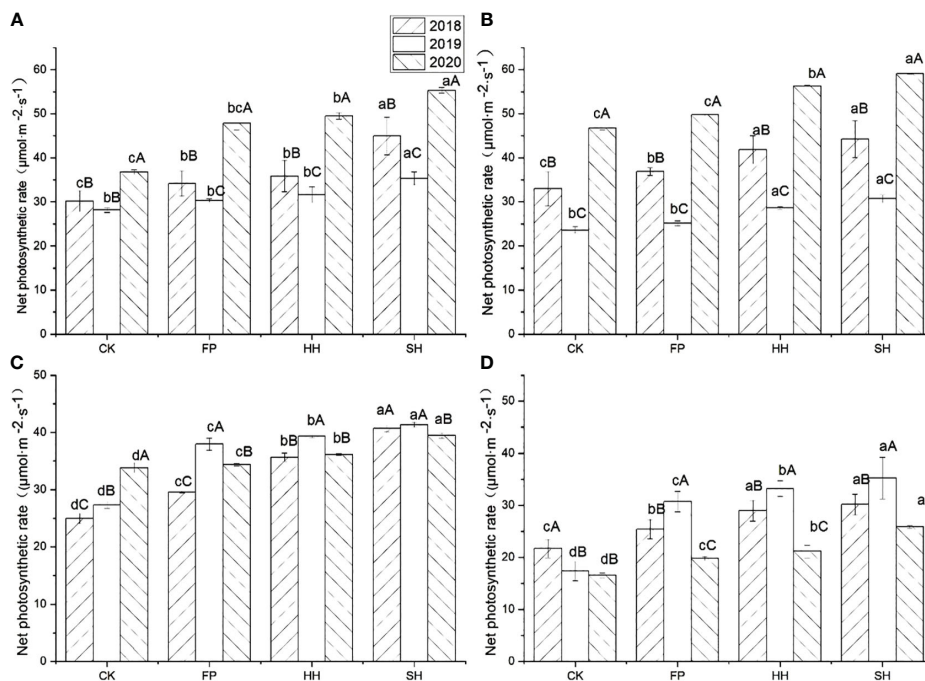 A
2018
2019
2020
Net photosynthetic rate （μmol·m⁻²·s⁻¹)
60
50
40
30
20
10
0
cB
bB
cA
bB
bC
bcA
bB
bC
bA
aB
aC
aA
CK
FP
HH
SH
B
Net photosynthetic rate （μmol·m⁻²·s⁻¹)
60
50
40
30
20
10
0
cB
bC
cA
bB
bC
cA
aB
aC
bA
aB
aC
aA
CK
FP
HH
SH
C
Net photosynthetic rate （(μmol·m⁻²·s⁻¹)
50
40
30
20
10
0
dC
dB
dA
cC
cA
cB
bB
bA
bB
aA
aA
aB
CK
FP
HH
SH
D
Net photosynthetic rate （(μmol·m⁻²·s⁻¹)
50
40
30
20
10
0
cA
dB
dB
bB
cA
cC
aB
bA
bC
aB
aA
a
CK
FP
HH
SH